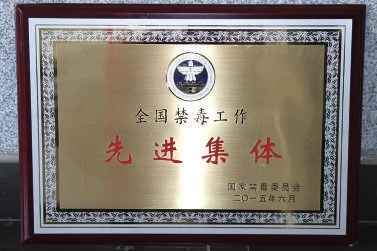 全国禁毒工作
先进集体
国家禁毒委员会
二〇一五年六月